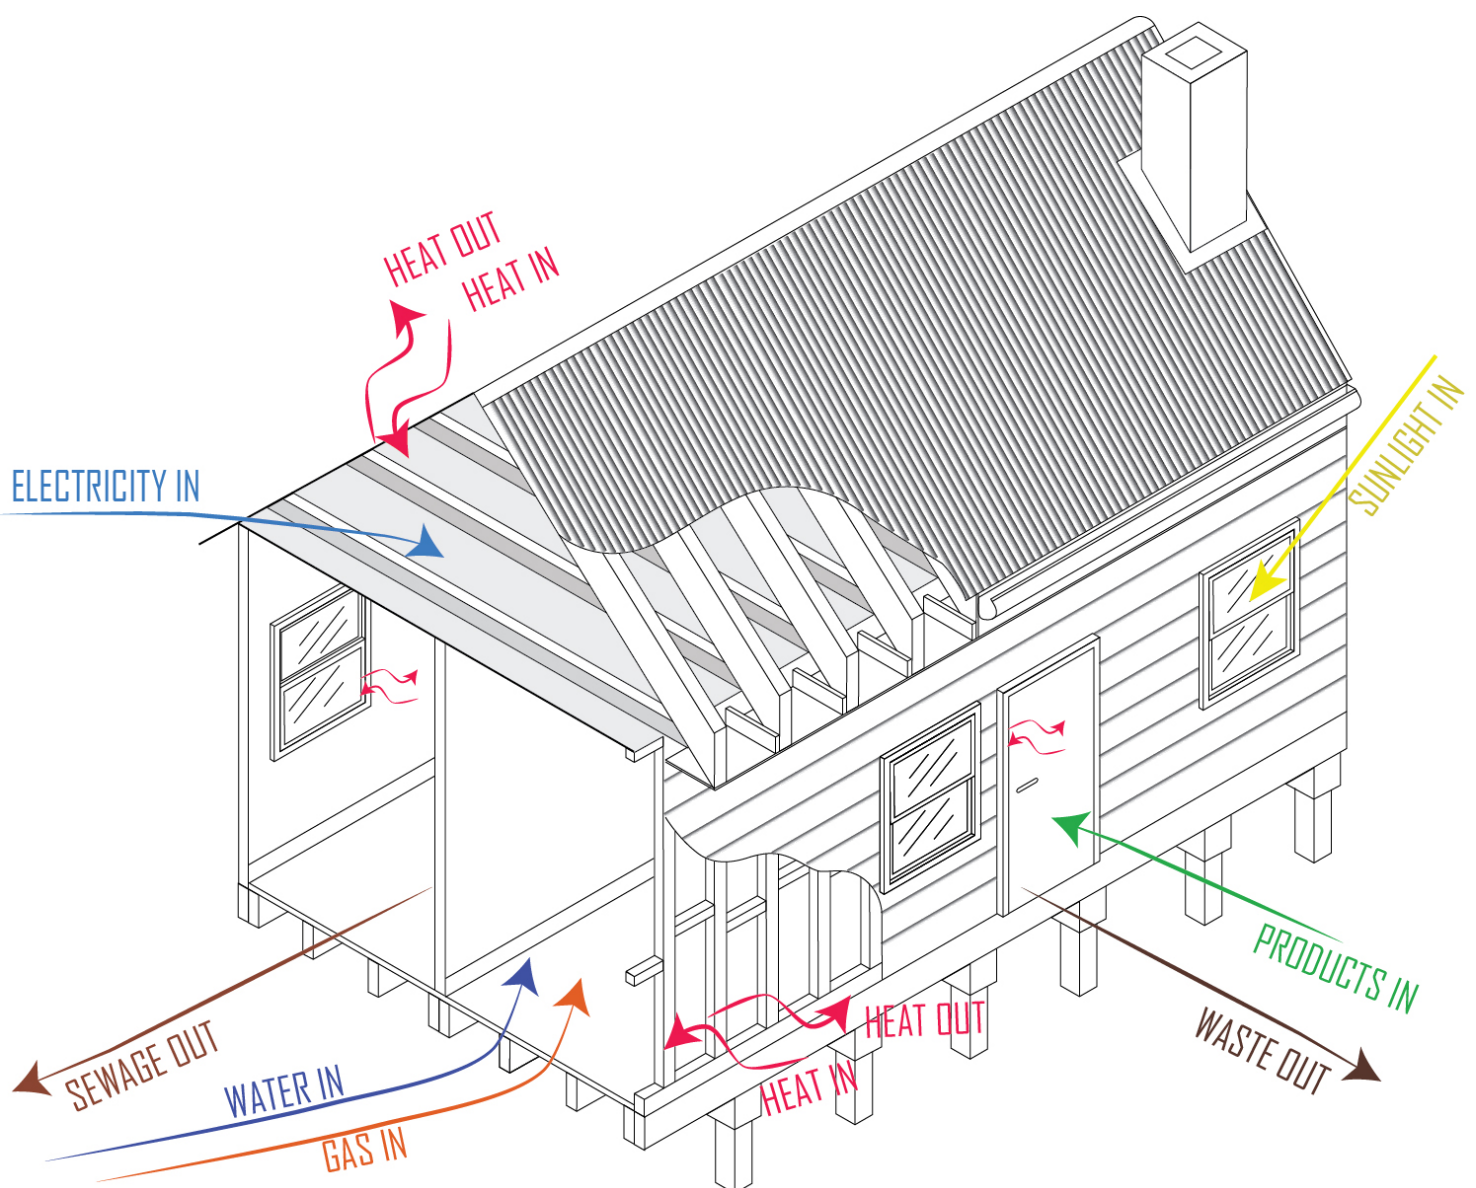 HEAT OUT
HEAT IN
ELECTRICITY IN
SUNLIGHT IN
PRODUCTS IN
WASTE OUT
HEAT OUT
HEAT IN
SEWAGE OUT
WATER IN
GAS IN